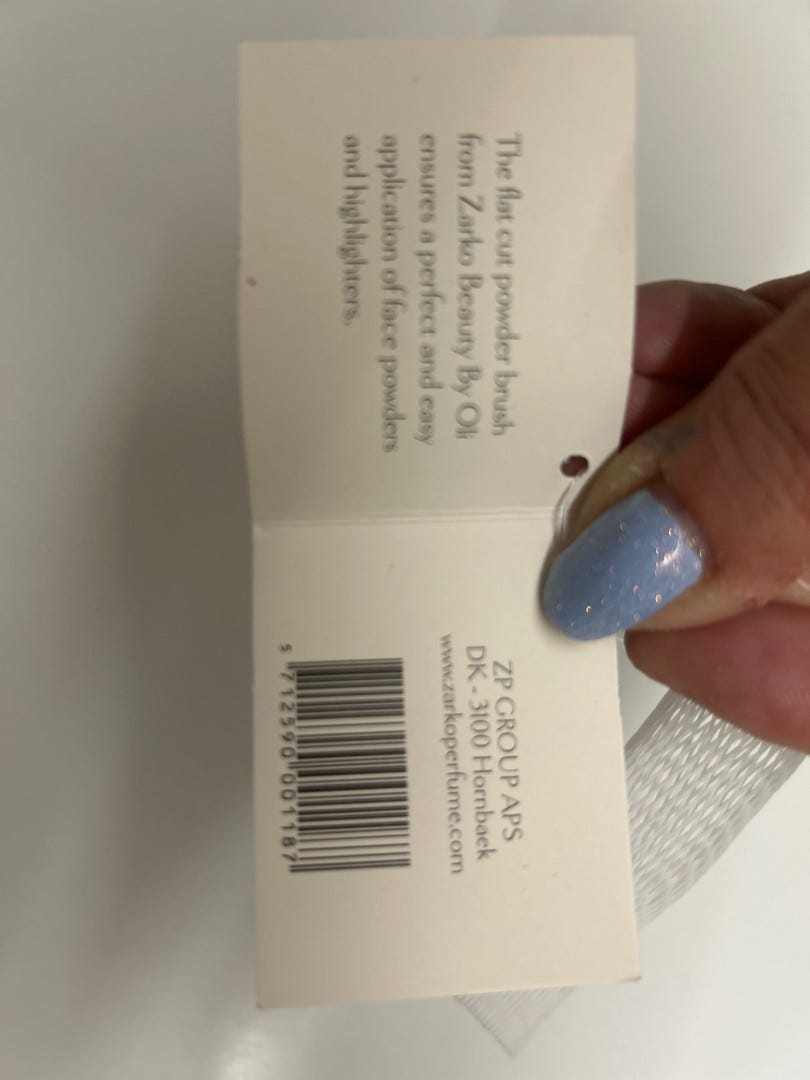 The flat cut powder brush
from Zarko Beauty By Oli
ensures a perfect and easy
application of face powders
and highlighters.
ZP GROUP APS
DK - 3100 Hornbaek
www.zarkoperfume.com
5 712590 001187